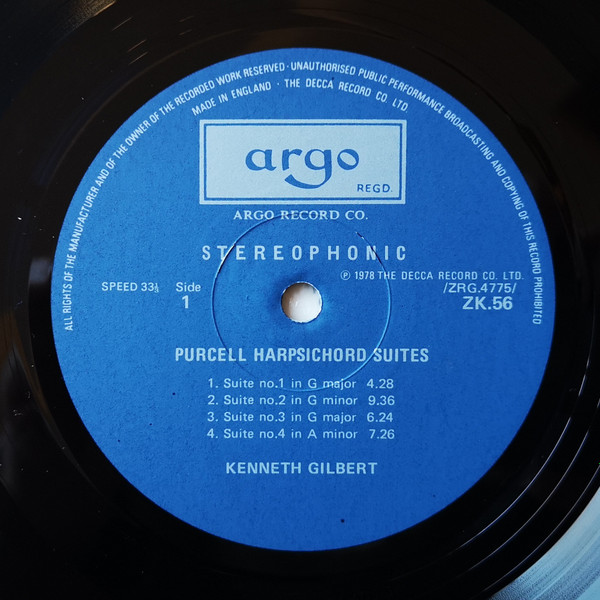 ALL RIGHTS OF THE MANUFACTURER AND OF THE OWNER OF THE RECORDED WORK RESERVED · UNAUTHORISED PUBLIC PERFORMANCE BROADCASTING AND COPYING OF THIS RECORD PROHIBITED
MADE IN ENGLAND · THE DECCA RECORD CO. LTD
argo
REGD.
ARGO RECORD CO.
STEREOPHONIC
℗ 1978 THE DECCA RECORD CO. LTD.
SPEED 33⅓ Side /ZRG.4775/
1 ZK.56
PURCELL HARPSICHORD SUITES
1. Suite no.1 in G major 4.28
2. Suite no.2 in G minor 9.36
3. Suite no.3 in G major 6.24
4. Suite no.4 in A minor 7.26
KENNETH GILBERT